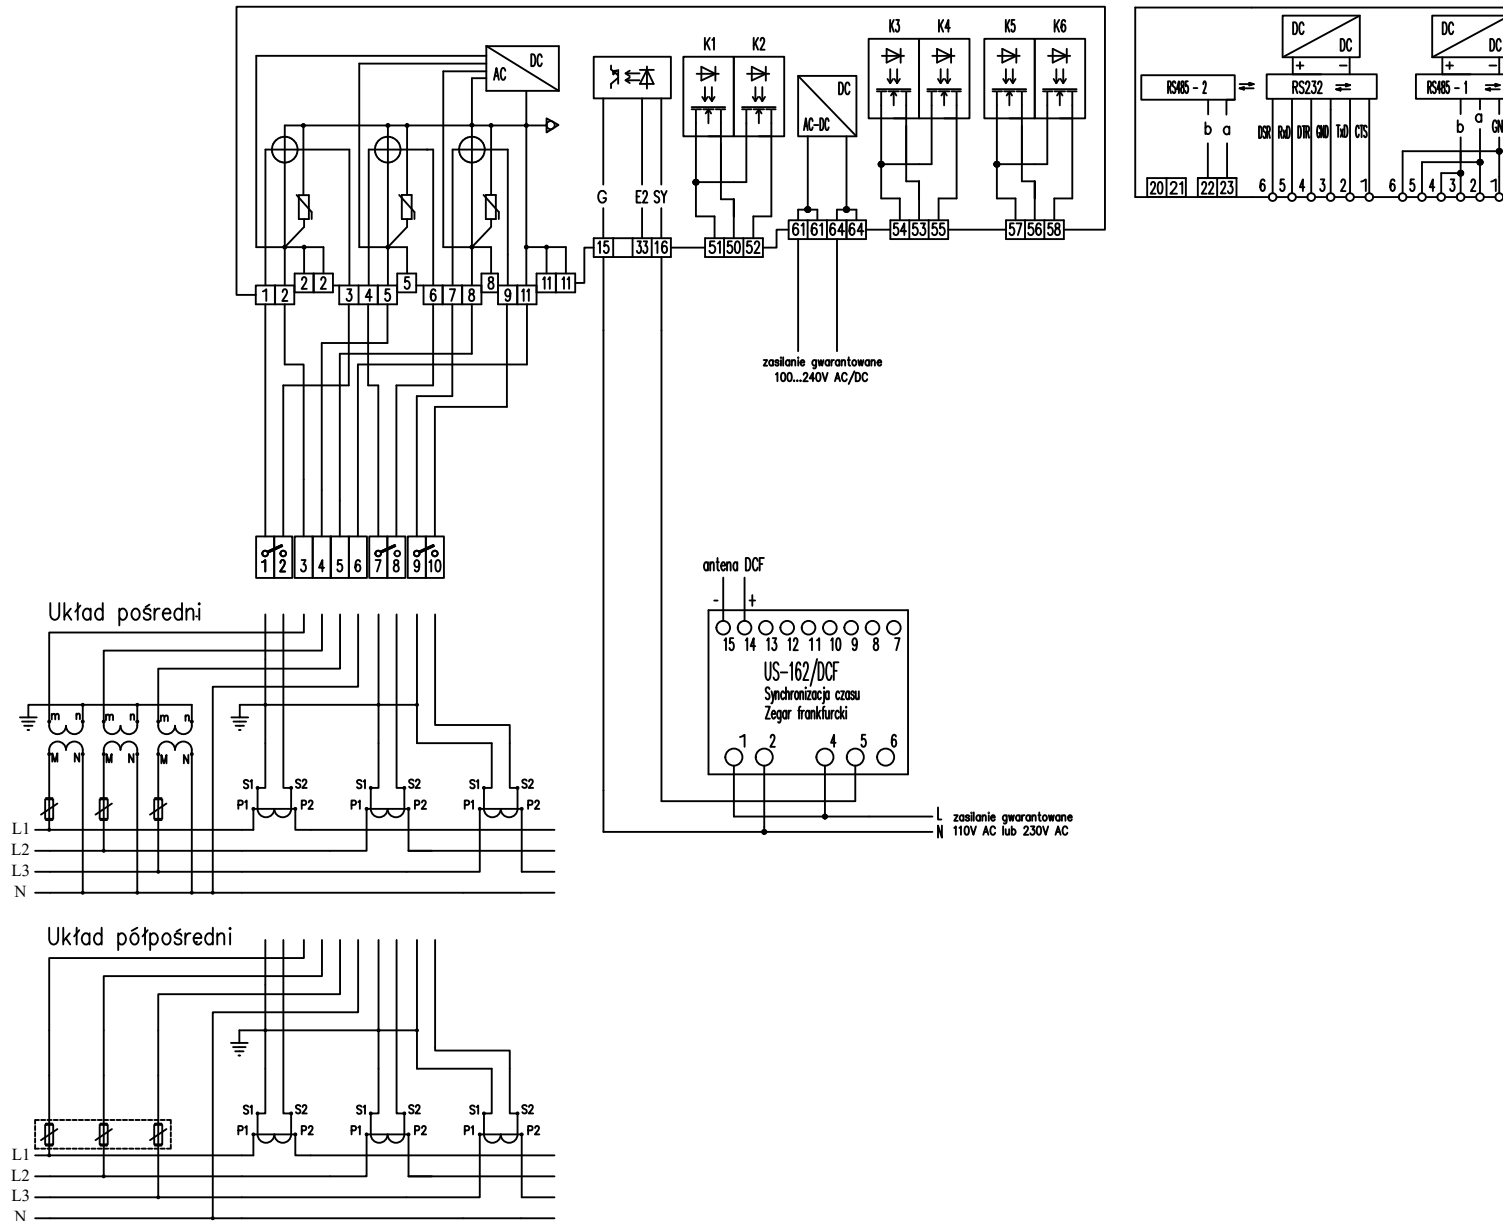 K1 K2
K3 K4
K5 K6
AC DC
G E2 SY
AC-DC DC
DC DC
DC DC
+ -
+ -
RS485 - 2
RS232
RS485 - 1
b a
DSR RxD DTR GND TxD CTS
b a GN
20 21 22 23
6 5 4 3 2 1
6 5 4 3 2 1
1 2 2 2 3 4 5 5 6 7 8 8 9 11 11 11
15 33 16
51 50 52
61 61 64 64
54 53 55
57 56 58
zasilanie gwarantowane
100...240V AC/DC
1 2 3 4 5 6 7 8 9 10
antena DCF
- +
15 14 13 12 11 10 9 8 7
US-162/DCF
Synchronizacja czasu
Zegar frankfurcki
1 2 4 5 6
L zasilanie gwarantowane
N 110V AC lub 230V AC
Układ pośredni
m n m n m n
M N M N M N
S1 S2 S1 S2 S1 S2
P1 P2 P1 P2 P1 P2
L1
L2
L3
N
Układ półpośredni
S1 S2 S1 S2 S1 S2
P1 P2 P1 P2 P1 P2
L1
L2
L3
N